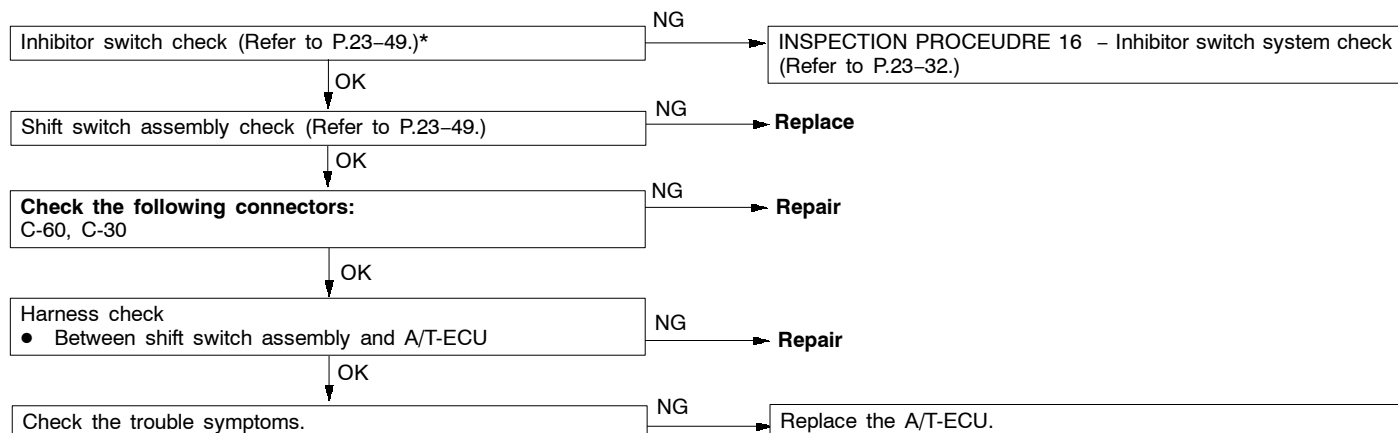 NG
Inhibitor switch check (Refer to P.23–49.)*
INSPECTION PROCEUDRE 16 – Inhibitor switch system check
(Refer to P.23–32.)
OK
NG
Shift switch assembly check (Refer to P.23–49.)
Replace
OK
NG
Check the following connectors:
C-60, C-30
Repair
OK
Harness check
● Between shift switch assembly and A/T-ECU
NG
Repair
OK
NG
Check the trouble symptoms.
Replace the A/T-ECU.